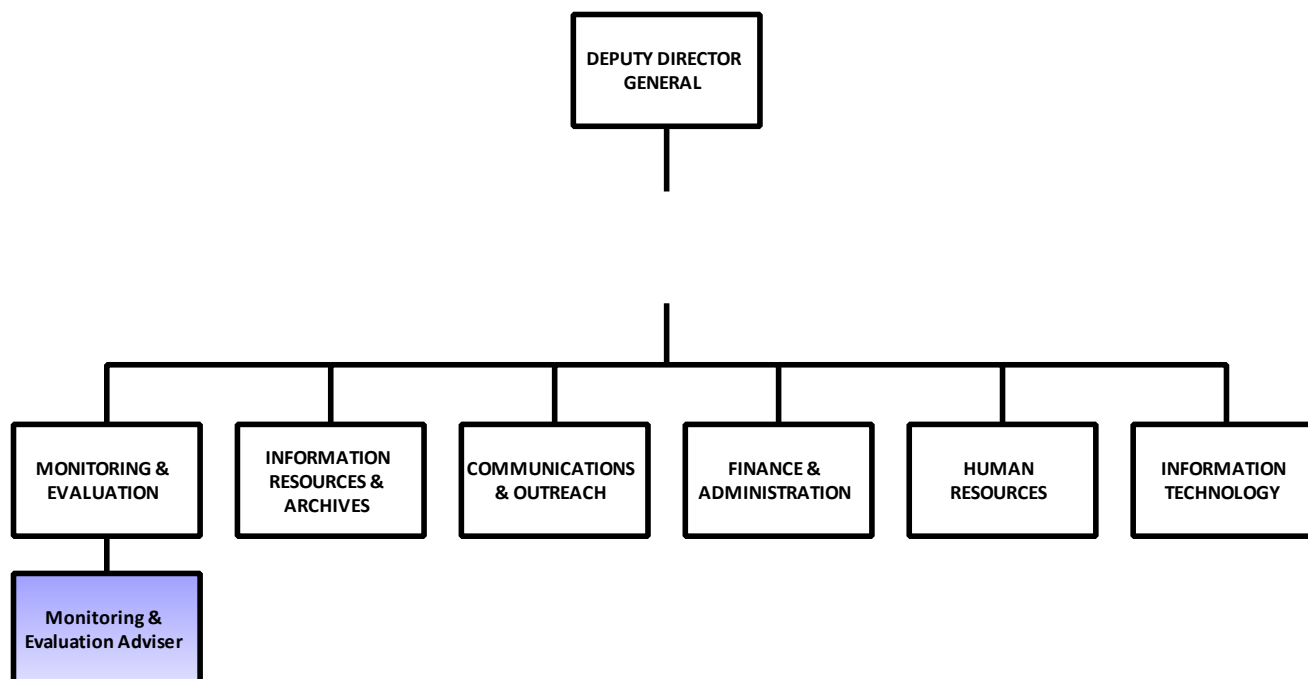 DEPUTY DIRECTOR
GENERAL
MONITORING &
EVALUATION
INFORMATION
RESOURCES &
ARCHIVES
COMMUNICATIONS
& OUTREACH
FINANCE &
ADMINISTRATION
HUMAN
RESOURCES
INFORMATION
TECHNOLOGY
Monitoring &
Evaluation Adviser